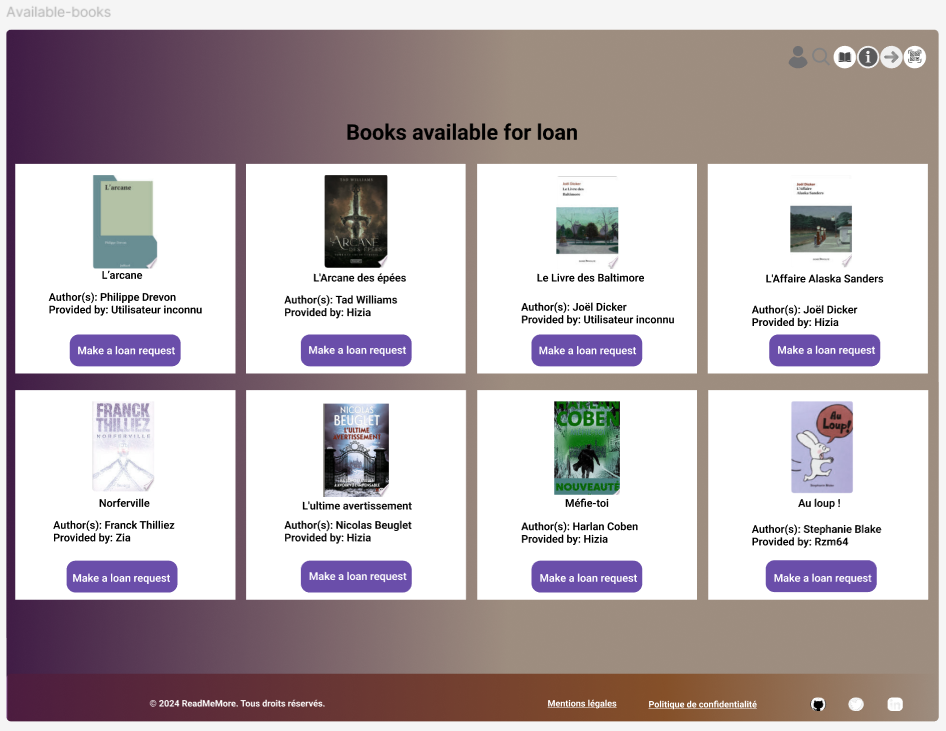 Available-books
Books available for loan
L'arcane
L'arcane
Author(s): Philippe Drevon
Provided by: Utilisateur inconnu
Make a loan request
TAD WILLIAMS
ARCANE
DES ÉPÉES
L'Arcane des épées
Author(s): Tad Williams
Provided by: Hizia
Make a loan request
Joël Dicker
Le Livre des
Baltimore
Le Livre des Baltimore
Author(s): Joël Dicker
Provided by: Utilisateur inconnu
Make a loan request
Joël Dicker
L'Affaire
Alaska Sanders
L'Affaire Alaska Sanders
Author(s): Joël Dicker
Provided by: Hizia
Make a loan request
FRANCK
THILLIEZ
NORFERVILLE
Norferville
Author(s): Franck Thilliez
Provided by: Zia
Make a loan request
NICOLAS
BEUGLET
L'ULTIME
AVERTISSEMENT
L'ultime avertissement
Author(s): Nicolas Beuglet
Provided by: Hizia
Make a loan request
HARLAN
COBEN
NOUVEAUTÉ
Méfie-toi
Author(s): Harlan Coben
Provided by: Hizia
Make a loan request
Au
Loup!
Stephanie Blake
Au loup !
Author(s): Stephanie Blake
Provided by: Rzm64
Make a loan request
© 2024 ReadMeMore. Tous droits réservés.
Mentions légales
Politique de confidentialité